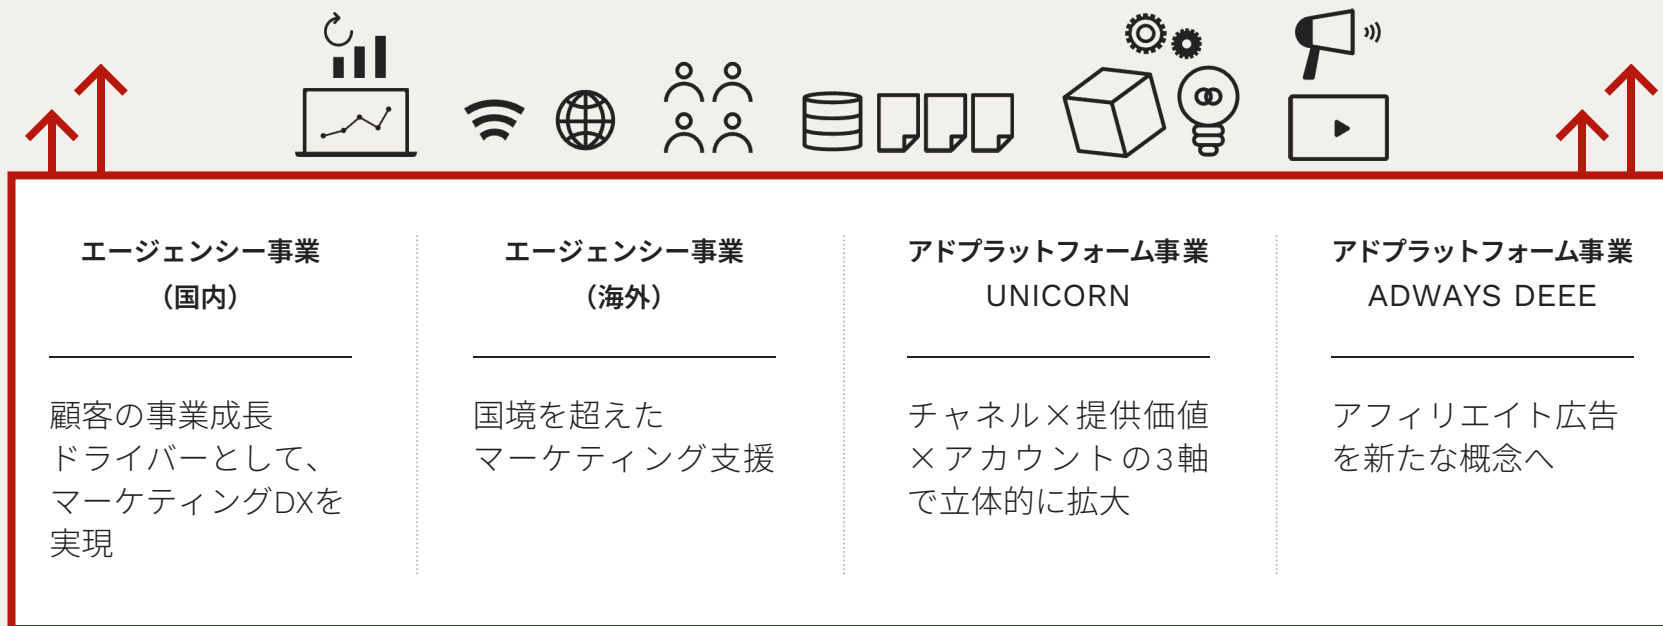 エージェンシー事業
（国内）
顧客の事業成長
ドライバーとして、
マーケティングDXを
実現
エージェンシー事業
（海外）
国境を超えた
マーケティング支援
アドプラットフォーム事業
UNICORN
チャネル×提供価値
×アカウントの3軸
で立体的に拡大
アドプラットフォーム事業
ADWAYS DEEE
アフィリエイト広告
を新たな概念へ